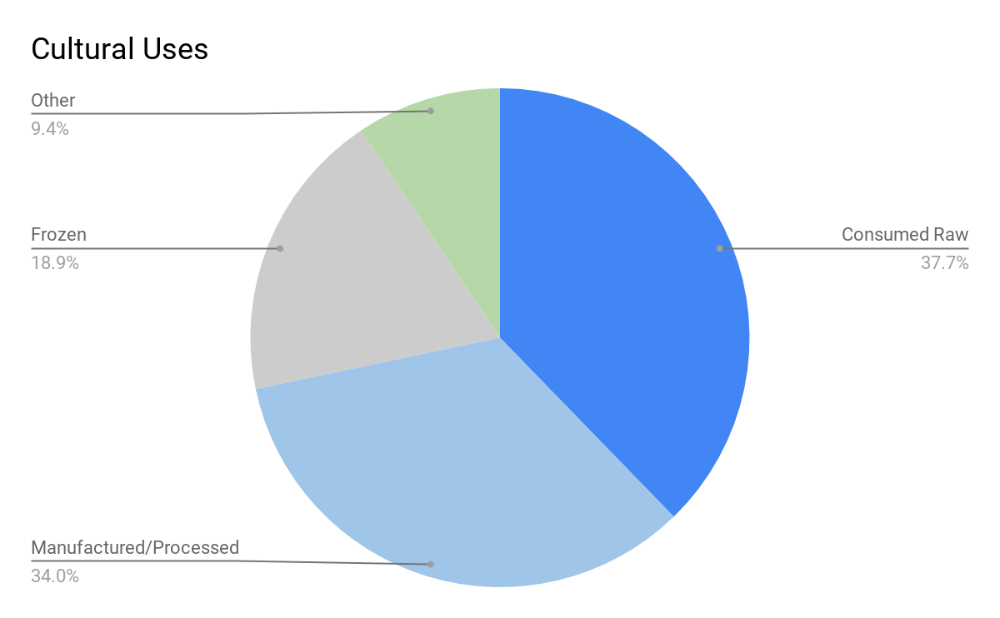 Cultural Uses
Other
9.4%
Frozen
18.9%
Consumed Raw
37.7%
Manufactured/Processed
34.0%